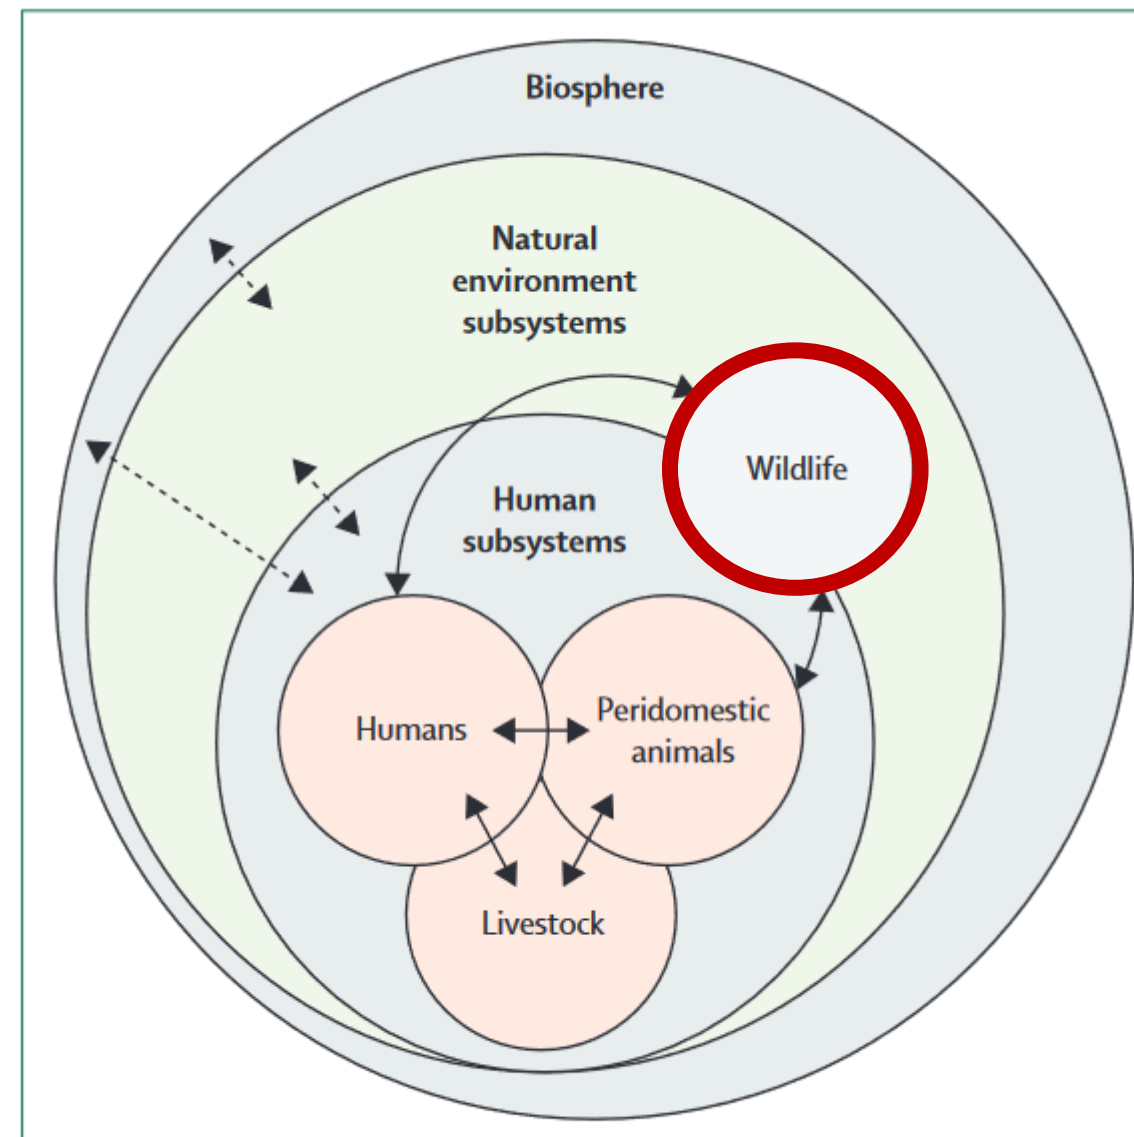 Biosphere
Natural
environment
subsystems
Wildlife
Human
subsystems
Humans
Peridomestic
animals
Livestock